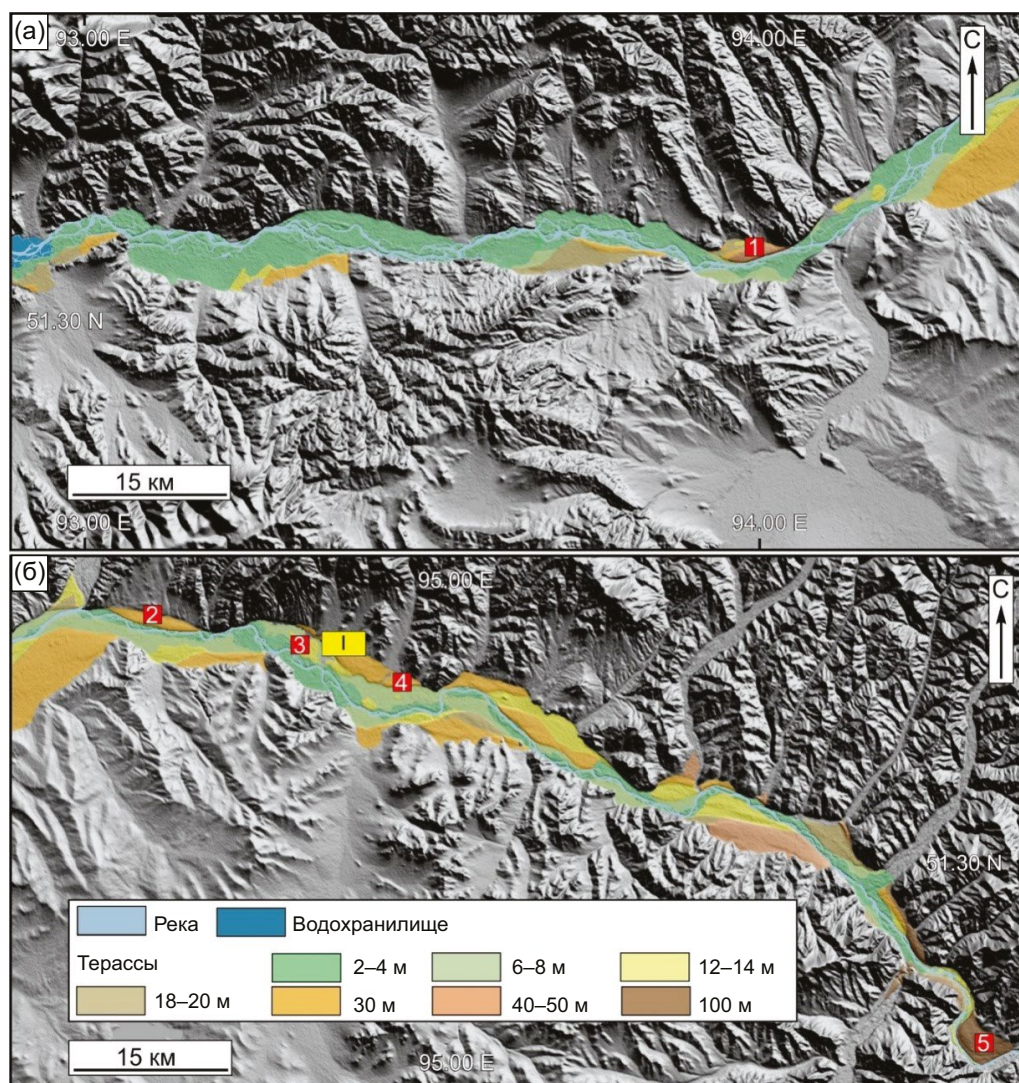 (а)
93.00 E
94.00 E
С
1
51.30 N
15 км
93.00 E
94.00 E
(б)
95.00 E
С
2
3
I
4
51.30 N
Река
Водохранилище
Терассы
2–4 м
6–8 м
12–14 м
18–20 м
30 м
40–50 м
100 м
15 км
95.00 E
5